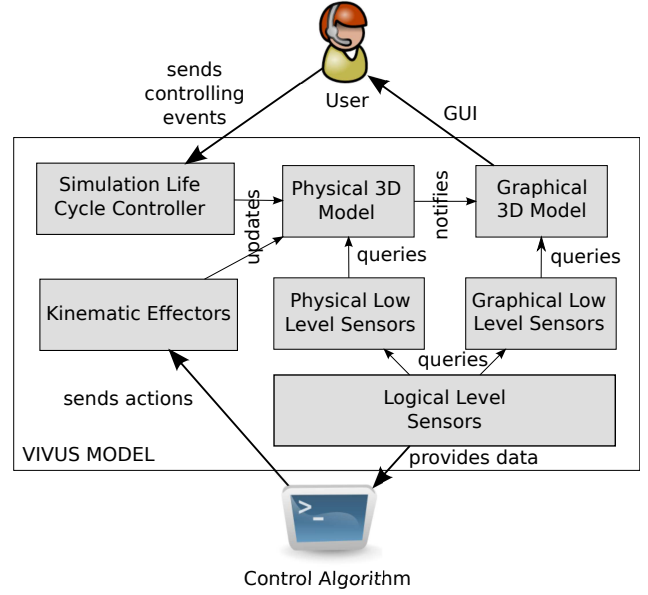 sends
controlling
events
User
GUI
Simulation Life
Cycle Controller
updates
Physical 3D
Model
notifies
Graphical
3D Model
queries
queries
Kinematic Effectors
Physical Low
Level Sensors
Graphical Low
Level Sensors
queries
sends actions
Logical Level
Sensors
VIVUS MODEL
provides data
>_
Control Algorithm